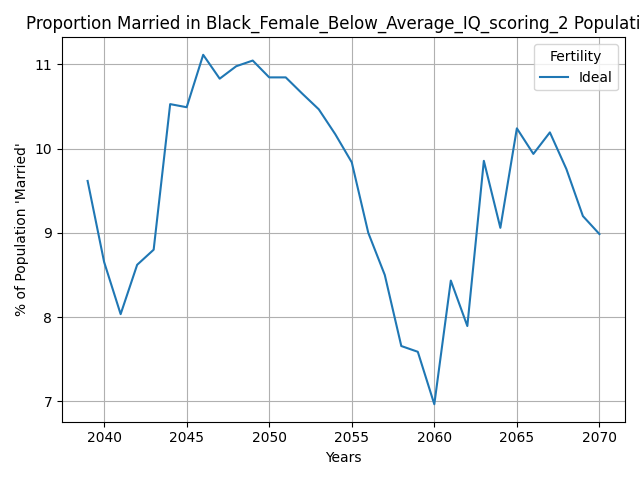 Proportion Married in Black_Female_Below_Average_IQ_scoring_2 Populati
Fertility
Ideal
11
10
9
8
7
% of Population 'Married'
2040 2045 2050 2055 2060 2065 2070
Years